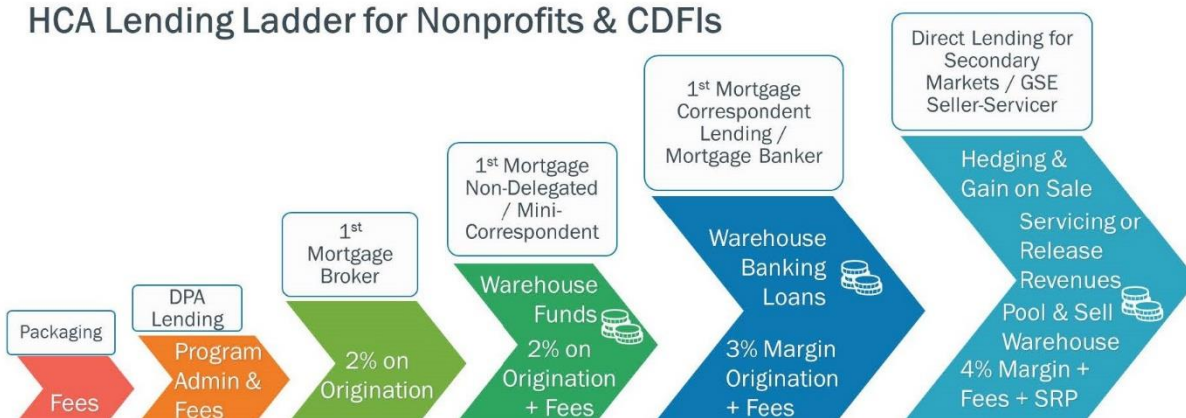 HCA Lending Ladder for Nonprofits & CDFIs
Packaging
Fees
DPA
Lending
Program
Admin &
Fees
1st
Mortgage
Broker
2% on
Origination
1st Mortgage
Non-Delegated
/ Mini-
Correspondent
Warehouse
Funds
2% on
Origination
+ Fees
1st Mortgage
Correspondent
Lending /
Mortgage Banker
Warehouse
Banking
Loans
3% Margin
Origination
+ Fees
Direct Lending for
Secondary
Markets / GSE
Seller-Servicer
Hedging &
Gain on Sale
Servicing or
Release
Revenues
Pool & Sell
Warehouse
4% Margin +
Fees + SRP